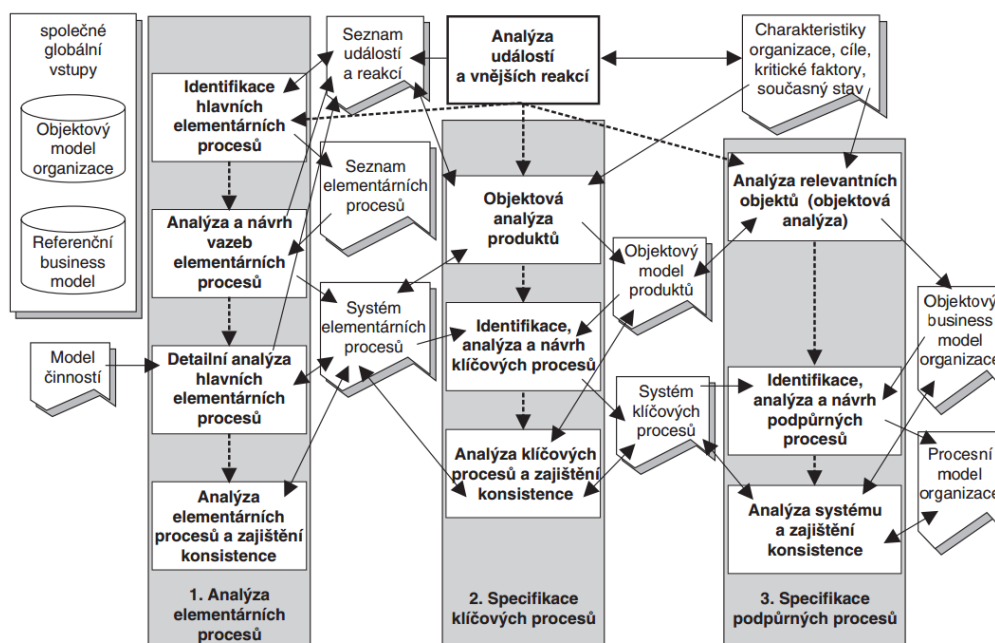 společné
globální
vstupy
Objektový
model
organizace
Referenční
business
model
Model
činností
Identifikace
hlavních
elementárních
procesů
Analýza a návrh
vazeb
elementárních
procesů
Detailní analýza
hlavních
elementárních
procesů
Analýza
elementárních
procesů a zajištění
konsistence
1. Analýza
elementárních
procesů
Seznam
událostí
a reakcí
Seznam
elementárních
procesů
Systém
elementárních
procesů
Analýza
událostí
a vnějších reakcí
Objektová
analýza
produktů
Identifikace,
analýza a návrh
klíčových procesů
Analýza klíčových
procesů a zajištění
konsistence
2. Specifikace
klíčových procesů
Objektový
model
produktů
Systém
klíčových
procesů
Charakteristiky
organizace, cíle,
kritické faktory,
současný stav
Analýza relevantních
objektů (objektová
analýza)
Identifikace,
analýza a návrh
podpůrných
procesů
Analýza systému
a zajištění
konsistence
3. Specifikace
podpůrných procesů
Objektový
business
model
organizace
Procesní
model
organizace